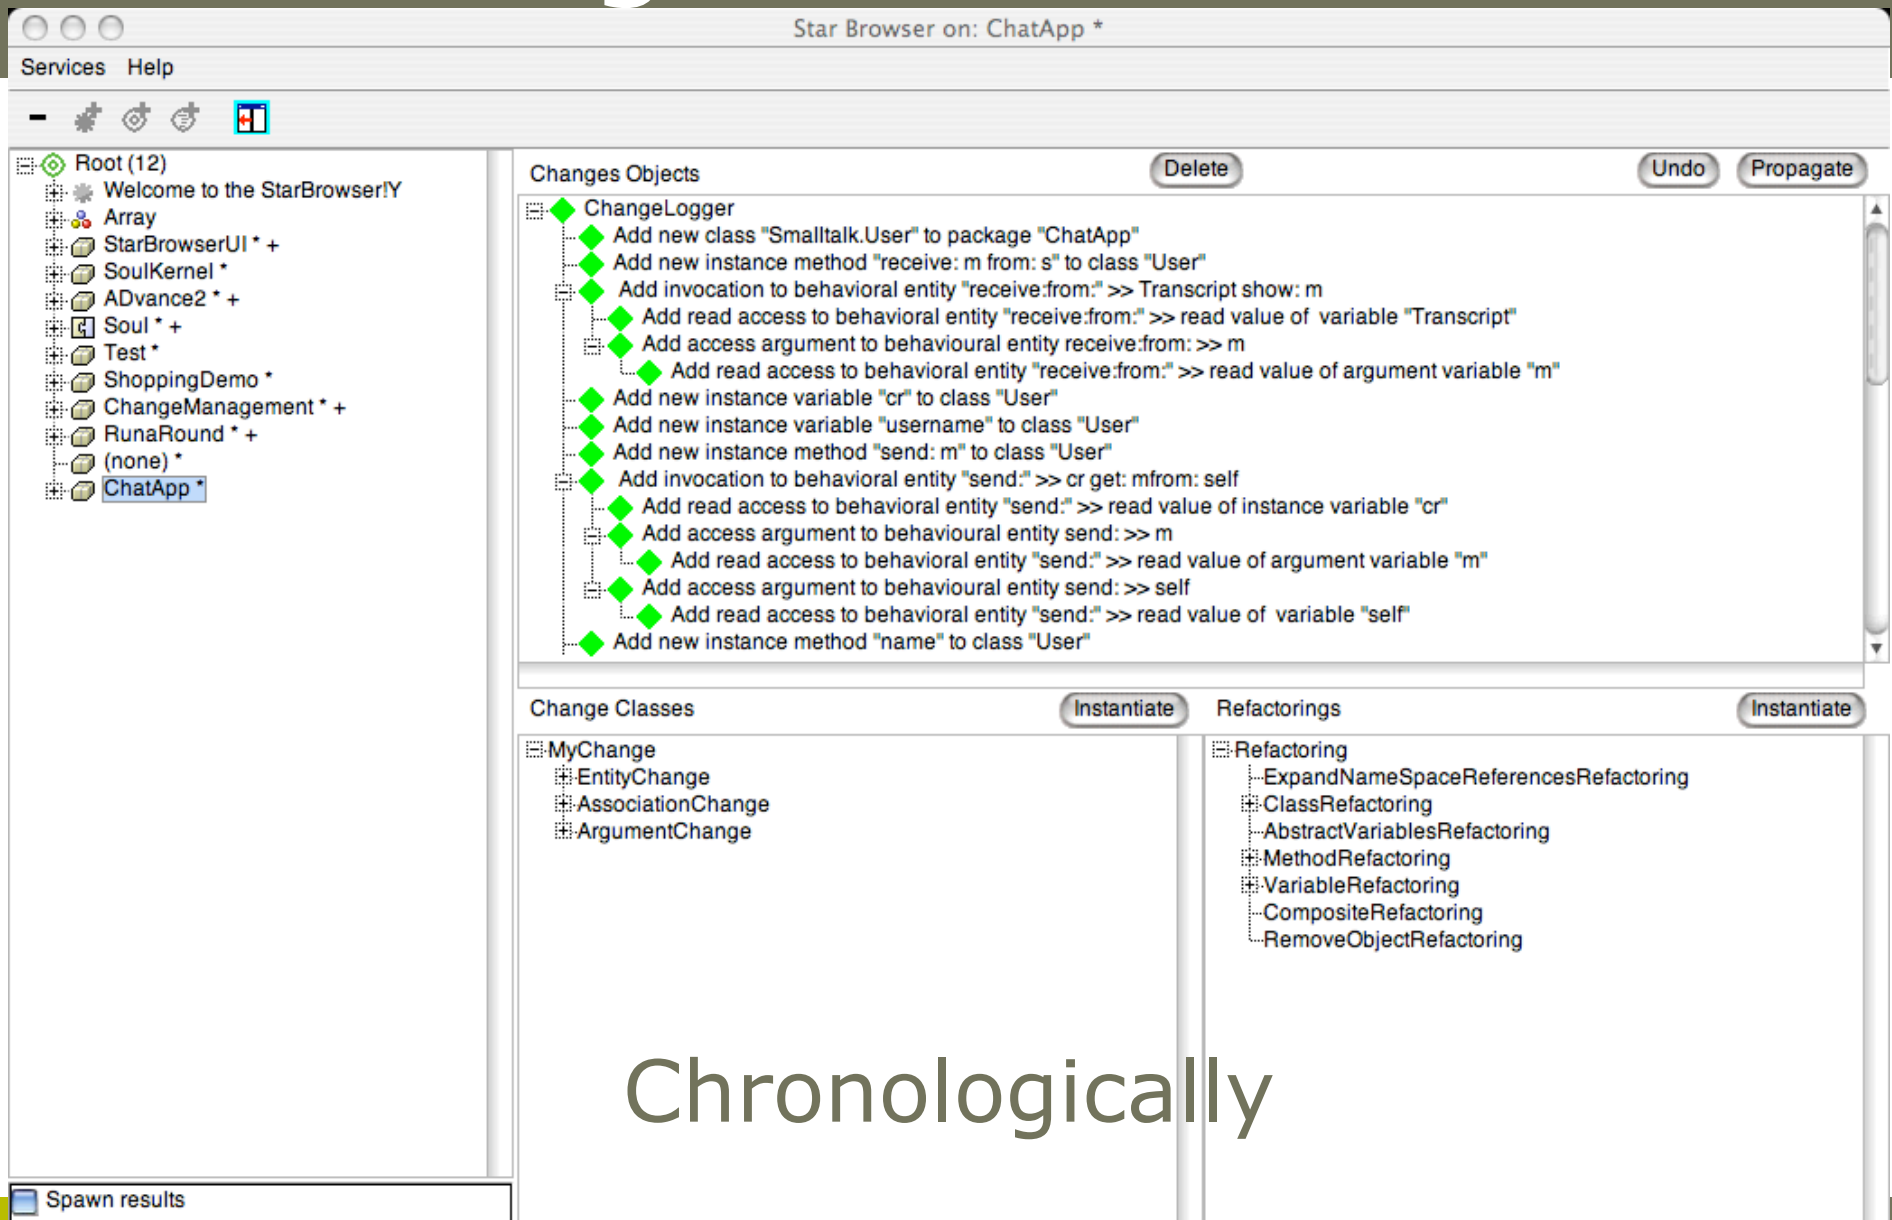 Star Browser on: ChatApp *
Services Help
Root (12)
Welcome to the StarBrowser!Y
Array
StarBrowserUI * +
SoulKernel *
ADvance2 * +
Soul * +
Test *
ShoppingDemo *
ChangeManagement * +
RunaRound * +
(none) *
ChatApp *
Spawn results
Changes Objects
Delete
Undo
Propagate
ChangeLogger
Add new class "Smalltalk.User" to package "ChatApp"
Add new instance method "receive: m from: s" to class "User"
Add invocation to behavioral entity "receive:from:" >> Transcript show: m
Add read access to behavioral entity "receive:from:" >> read value of  variable "Transcript"
Add access argument to behavioural entity receive:from: >> m
Add read access to behavioral entity "receive:from:" >> read value of argument variable "m"
Add new instance variable "cr" to class "User"
Add new instance variable "username" to class "User"
Add new instance method "send: m" to class "User"
Add invocation to behavioral entity "send:" >> cr get: mfrom: self
Add read access to behavioral entity "send:" >> read value of instance variable "cr"
Add access argument to behavioural entity send: >> m
Add read access to behavioral entity "send:" >> read value of argument variable "m"
Add access argument to behavioural entity send: >> self
Add read access to behavioral entity "send:" >> read value of  variable "self"
Add new instance method "name" to class "User"
Change Classes
Instantiate
MyChange
EntityChange
AssociationChange
ArgumentChange
Refactorings
Instantiate
Refactoring
ExpandNameSpaceReferencesRefactoring
ClassRefactoring
AbstractVariablesRefactoring
MethodRefactoring
VariableRefactoring
CompositeRefactoring
RemoveObjectRefactoring
Chronologically